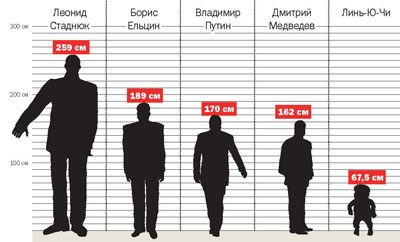 Леонид
Стаднюк
Борис
Ельцин
Владимир
Путин
Дмитрий
Медведев
Линь-Ю-Чи
300 см
259 см
200 см
189 см
170 см
162 см
100 см
67,5 см